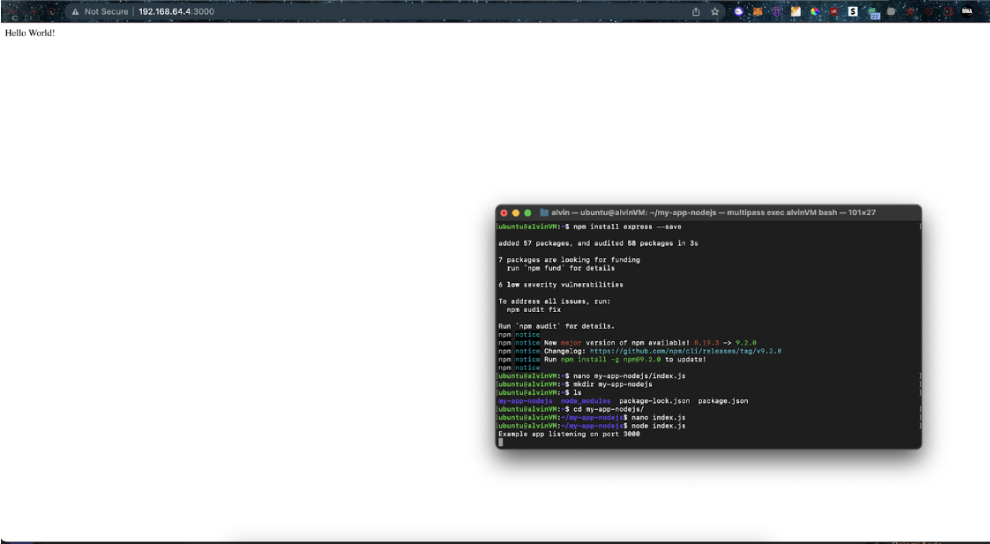 Not Secure | 192.168.64.4:3000
Hello World!
alvin — ubuntu@alvinVM: ~/my-app-nodejs — multipass exec alvinVM bash — 101×27
[ubuntu@alvinVM:~$ npm install express --save ]
added 57 packages, and audited 58 packages in 3s
7 packages are looking for funding
run `npm fund` for details
6 low severity vulnerabilities
To address all issues, run:
npm audit fix
Run `npm audit` for details.
npm notice
npm notice New major version of npm available! 8.19.3 -> 9.2.0
npm notice Changelog: https://github.com/npm/cli/releases/tag/v9.2.0
npm notice Run npm install -g npm@9.2.0 to update!
npm notice
[ubuntu@alvinVM:~$ nano my-app-nodejs/index.js ]
[ubuntu@alvinVM:~$ mkdir my-app-nodejs ]
[ubuntu@alvinVM:~$ ls ]
my-app-nodejs node_modules package-lock.json package.json
[ubuntu@alvinVM:~$ cd my-app-nodejs/ ]
[ubuntu@alvinVM:~/my-app-nodejs$ nano index.js ]
[ubuntu@alvinVM:~/my-app-nodejs$ node index.js ]
Example app listening on port 3000